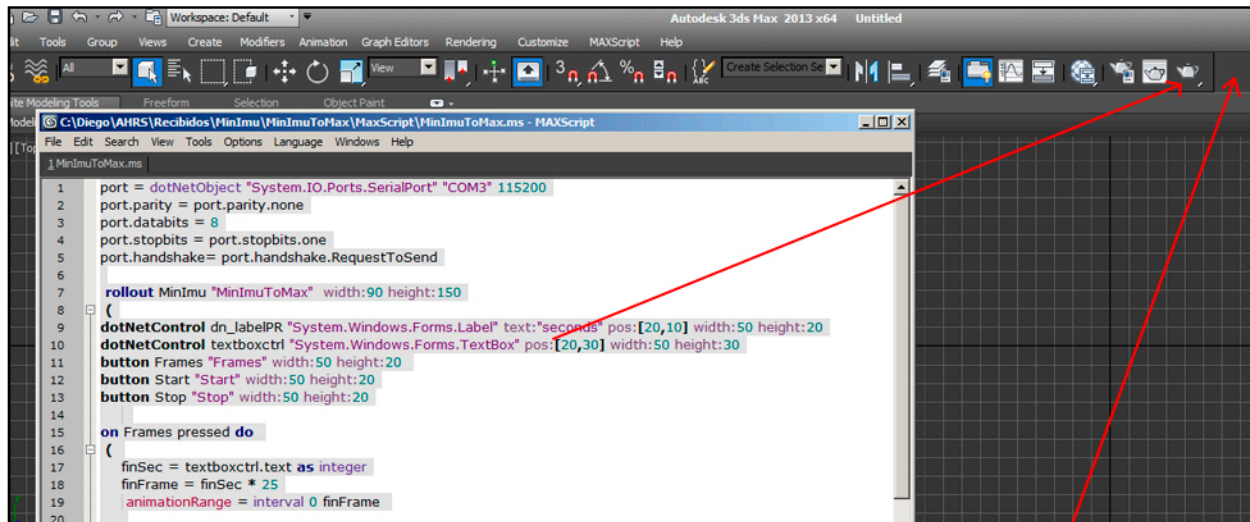 Workspace: Default
Autodesk 3ds Max 2013 x64 Untitled
Tools Group Views Create Modifiers Animation Graph Editors Rendering Customize MAXScript Help
All
View
3
%
ABC
Create Selection Se
Modeling Tools Freeform Selection Object Paint
C:\Diego\AHRS\Recibidos\MinImu\MinImuToMax\MaxScript\MinImuToMax.ms - MAXScript
File Edit Search View Tools Options Language Windows Help
1 MinImuToMax.ms
1 port = dotNetObject "System.IO.Ports.SerialPort" "COM3" 115200
2 port.parity = port.parity.none
3 port.databits = 8
4 port.stopbits = port.stopbits.one
5 port.handshake= port.handshake.RequestToSend
6
7 rollout MinImu "MinImuToMax" width:90 height:150
8 (
9 dotNetControl dn_labelPR "System.Windows.Forms.Label" text:"seconds" pos:[20,10] width:50 height:20
10 dotNetControl textboxctrl "System.Windows.Forms.TextBox" pos:[20,30] width:50 height:30
11 button Frames "Frames" width:50 height:20
12 button Start "Start" width:50 height:20
13 button Stop "Stop" width:50 height:20
14
15 on Frames pressed do
16 (
17 finSec = textboxctrl.text as integer
18 finFrame = finSec * 25
19 animationRange = interval 0 finFrame
20